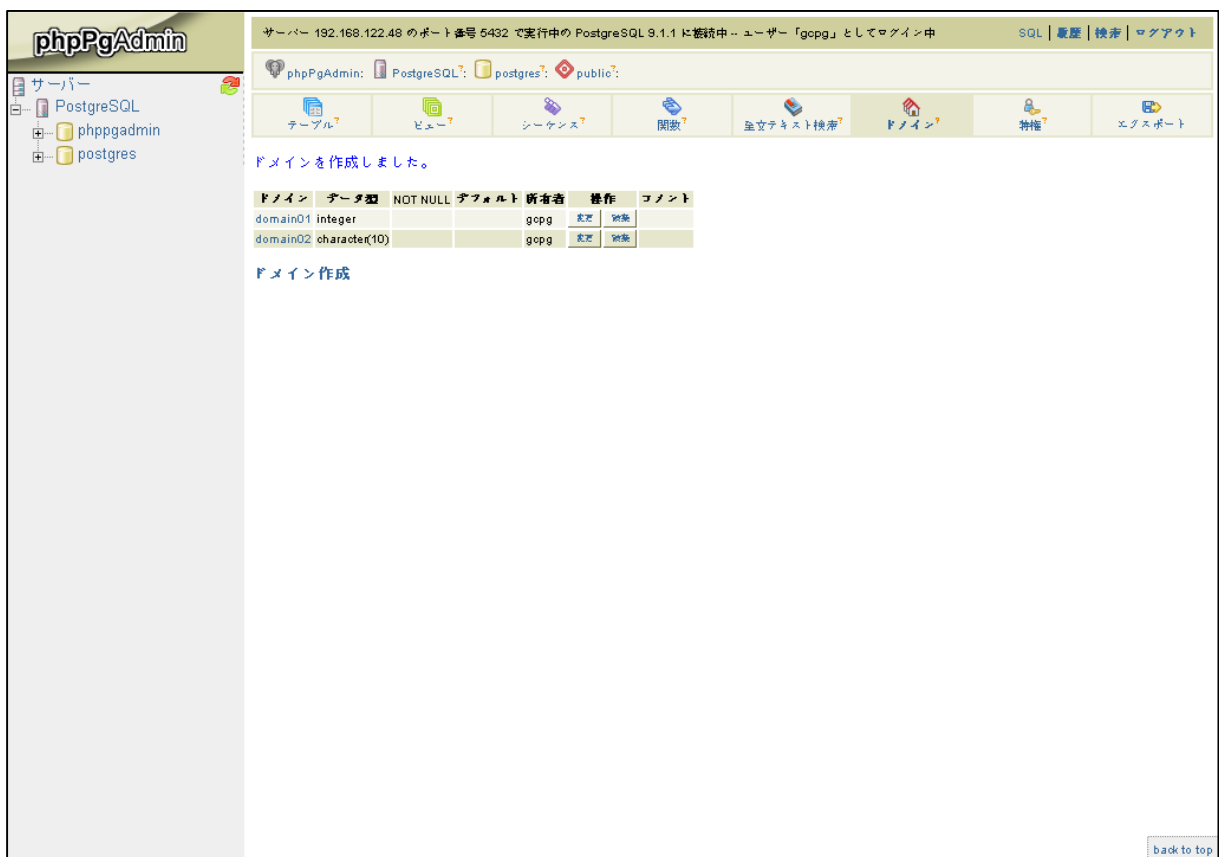 phpPgAdmin
サーバー
PostgreSQL
phppgadmin
postgres
サーバー 192.168.122.48 のポート番号 5432 で実行中の PostgreSQL 9.1.1 に接続中 -- ユーザー「gopg」としてログイン中
SQL | 履歴 | 検索 | ログアウト
phpPgAdmin: PostgreSQL?: postgres?: public?:
テーブル? ビュー? シーケンス? 関数? 全文テキスト検索? ドメイン? 特権? エクスポート
ドメインを作成しました。
ドメイン データ型 NOT NULL デフォルト 所有者 操作 コメント
domain01 integer gopg 変更 破棄
domain02 character(10) gopg 変更 破棄
ドメイン作成
back to top